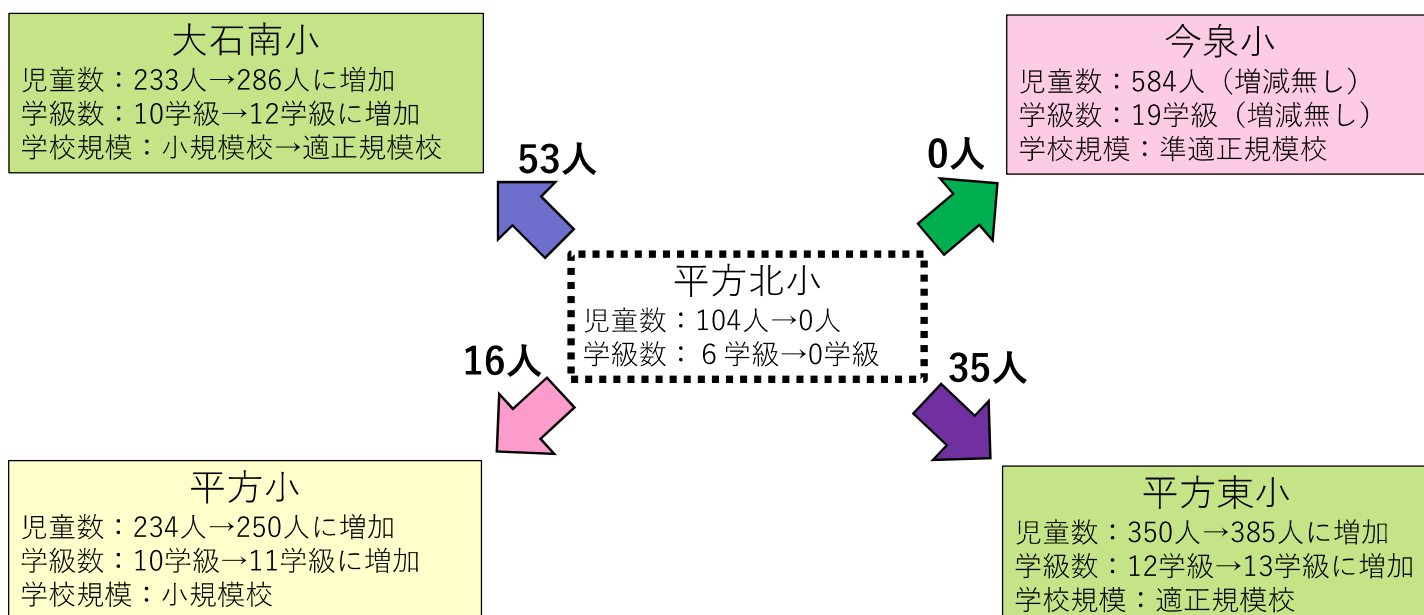 大石南小
児童数：233人→286人に増加
学級数：10学級→12学級に増加
学校規模：小規模校→適正規模校
今泉小
児童数：584人（増減無し）
学級数：19学級（増減無し）
学校規模：準適正規模校
53人
0人
平方北小
児童数：104人→0人
学級数：６学級→0学級
16人
35人
平方小
児童数：234人→250人に増加
学級数：10学級→11学級に増加
学校規模：小規模校
平方東小
児童数：350人→385人に増加
学級数：12学級→13学級に増加
学校規模：適正規模校